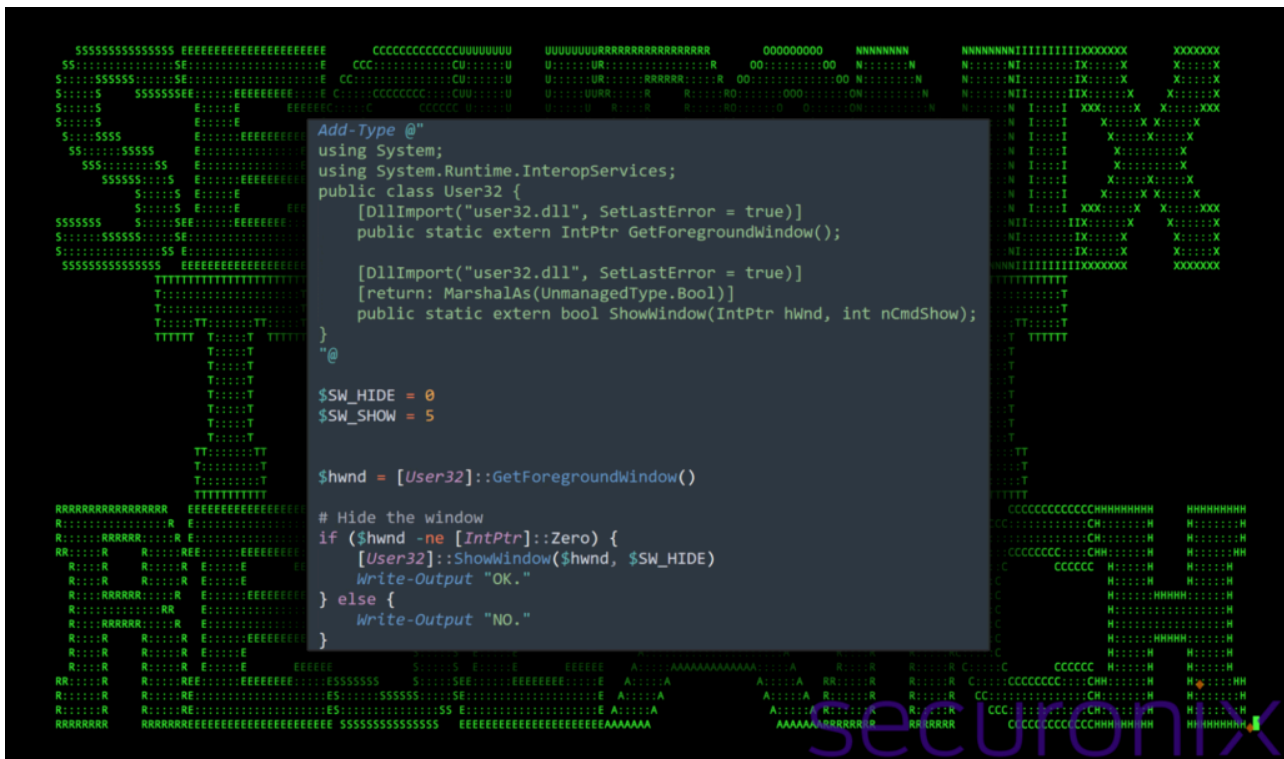 Add-Type @"
using System;
using System.Runtime.InteropServices;
public class User32 {
    [DllImport("user32.dll", SetLastError = true)]
    public static extern IntPtr GetForegroundWindow();

    [DllImport("user32.dll", SetLastError = true)]
    [return: MarshalAs(UnmanagedType.Bool)]
    public static extern bool ShowWindow(IntPtr hWnd, int nCmdShow);
}
"@

$SW_HIDE = 0
$SW_SHOW = 5

$hwnd = [User32]::GetForegroundWindow()

# Hide the window
if ($hwnd -ne [IntPtr]::Zero) {
    [User32]::ShowWindow($hwnd, $SW_HIDE)
    Write-Output "OK."
} else {
    Write-Output "NO."
}
securonix